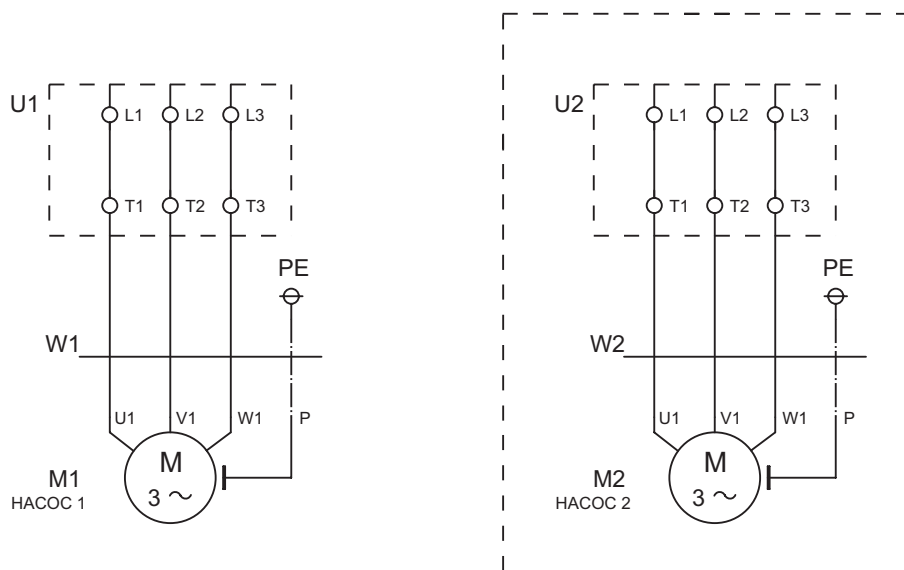 U1
L1 L2 L3
T1 T2 T3
PE
W1
U1 V1 W1 P
M
3 ~
M1
НАСОС 1
U2
L1 L2 L3
T1 T2 T3
PE
W2
U1 V1 W1 P
M
3 ~
M2
НАСОС 2